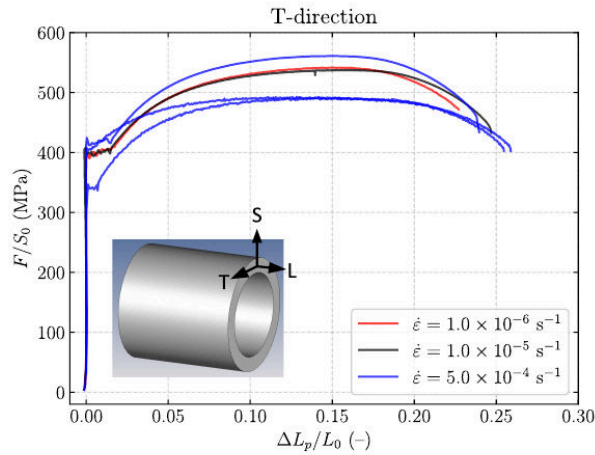 T-direction
600
500
400
300
200
100
0
F/S₀ (MPa)
S
T
L
ε̇ = 1.0 × 10⁻⁶ s⁻¹
ε̇ = 1.0 × 10⁻⁵ s⁻¹
ε̇ = 5.0 × 10⁻⁴ s⁻¹
0.00 0.05 0.10 0.15 0.20 0.25 0.30
ΔLₚ/L₀ (–)